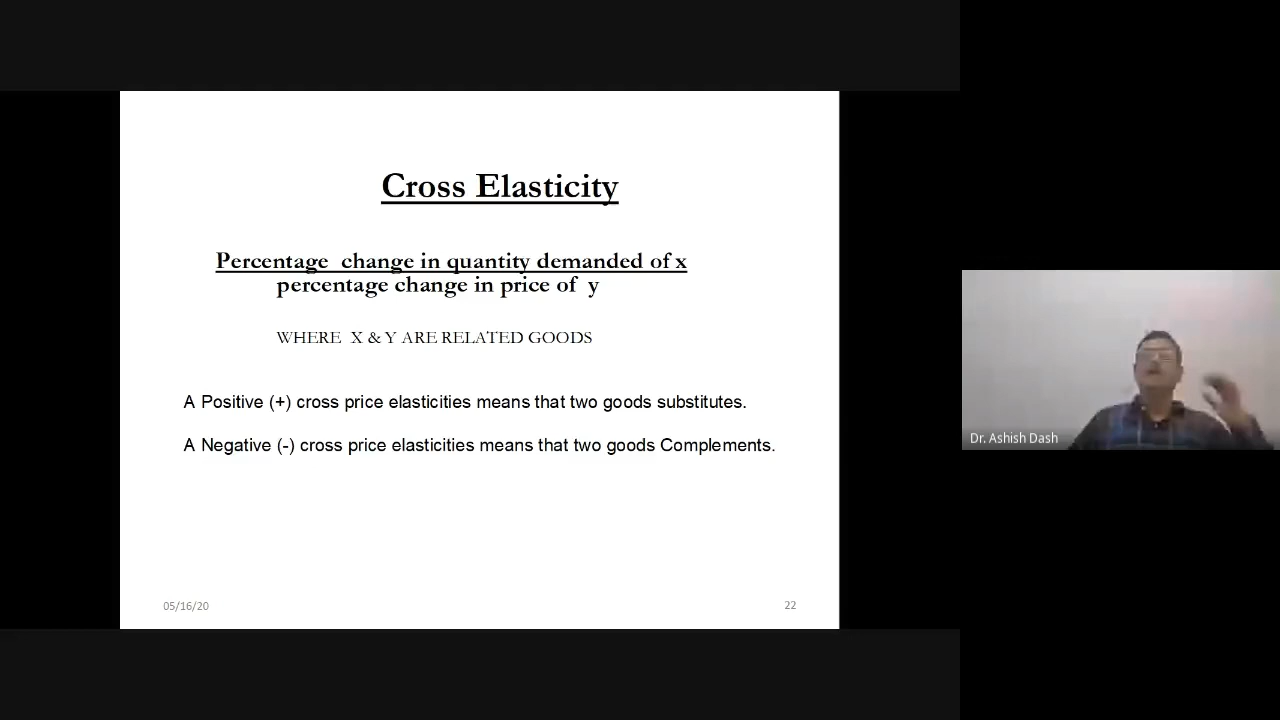 Cross Elasticity
Percentage change in quantity demanded of x
percentage change in price of y
WHERE X & Y ARE RELATED GOODS
A Positive (+) cross price elasticities means that two goods substitutes.
A Negative (-) cross price elasticities means that two goods Complements.
05/16/20
22
Dr. Ashish Dash